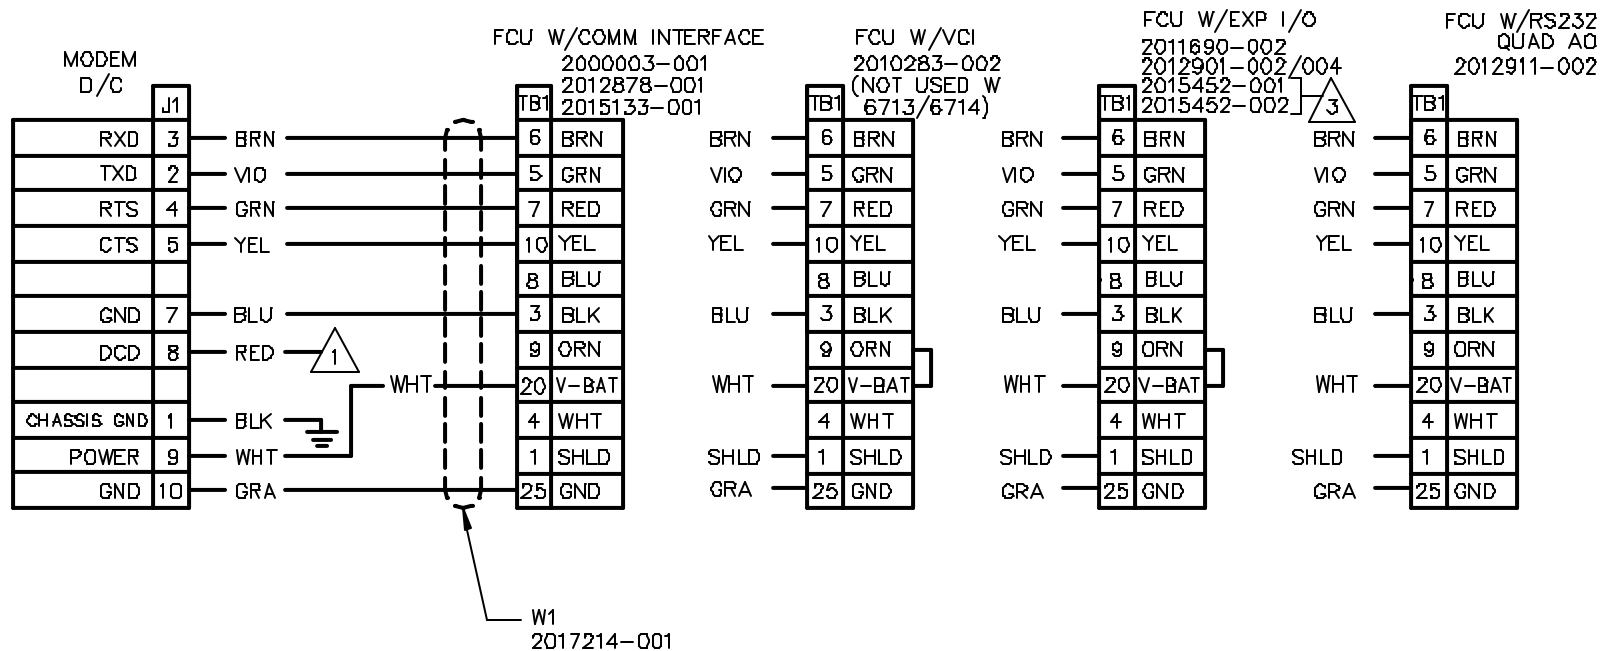 MODEM
D/C
J1
RXD 3 BRN
TXD 2 VIO
RTS 4 GRN
CTS 5 YEL
GND 7 BLU
DCD 8 RED 1
CHASSIS GND 1 BLK
POWER 9 WHT WHT
GND 10 GRA
FCU W/COMM INTERFACE
2000003-001
2012878-001
2015133-001
TB1
6 BRN
5 GRN
7 RED
10 YEL
8 BLU
3 BLK
9 ORN
20 V-BAT
4 WHT
1 SHLD
25 GND
W1
2017214-001
FCU W/VCI
2010283-002
(NOT USED W
6713/6714)
TB1
BRN 6 BRN
VIO 5 GRN
GRN 7 RED
YEL 10 YEL
8 BLU
BLU 3 BLK
9 ORN
WHT 20 V-BAT
4 WHT
SHLD 1 SHLD
GRA 25 GND
FCU W/EXP I/O
2011690-002
2012901-002/004
2015452-001
2015452-002 3
TB1
BRN 6 BRN
VIO 5 GRN
GRN 7 RED
YEL 10 YEL
8 BLU
BLU 3 BLK
9 ORN
WHT 20 V-BAT
4 WHT
SHLD 1 SHLD
GRA 25 GND
FCU W/RS232
QUAD AO
2012911-002
TB1
BRN 6 BRN
VIO 5 GRN
GRN 7 RED
YEL 10 YEL
8 BLU
BLU 3 BLK
9 ORN
WHT 20 V-BAT
4 WHT
SHLD 1 SHLD
GRA 25 GND